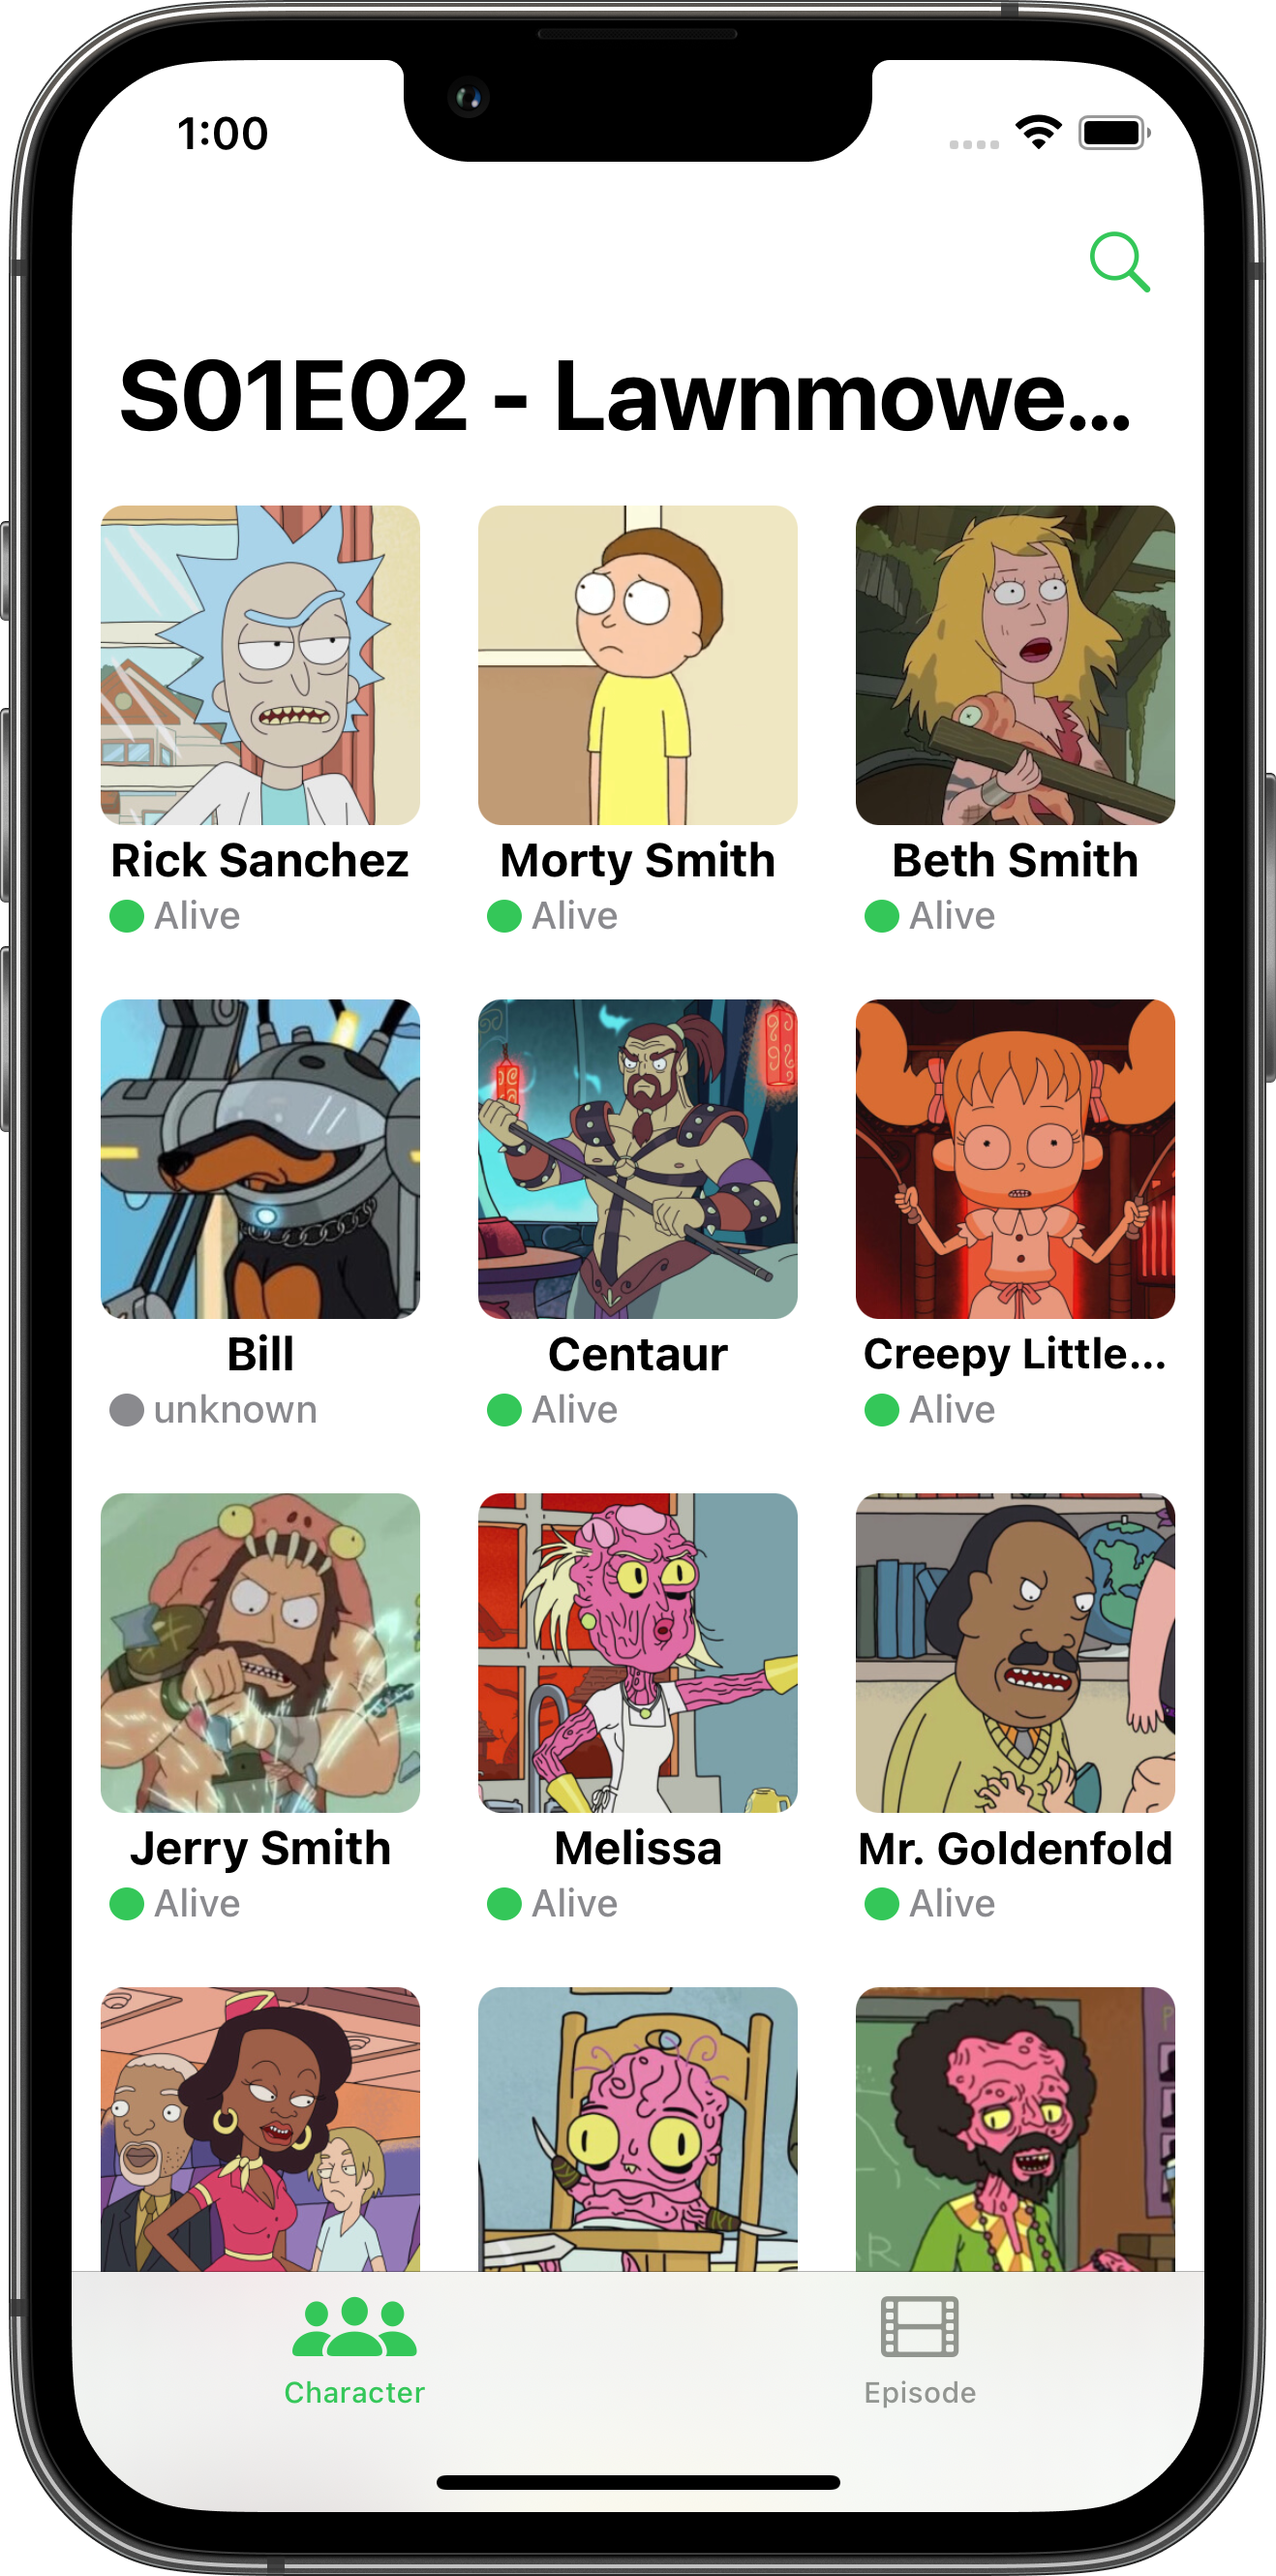 1:00
S01E02 - Lawnmowe...
Rick Sanchez Morty Smith Beth Smith
Alive Alive Alive
Bill Centaur Creepy Little...
unknown Alive Alive
Jerry Smith Melissa Mr. Goldenfold
Alive Alive Alive
Character Episode